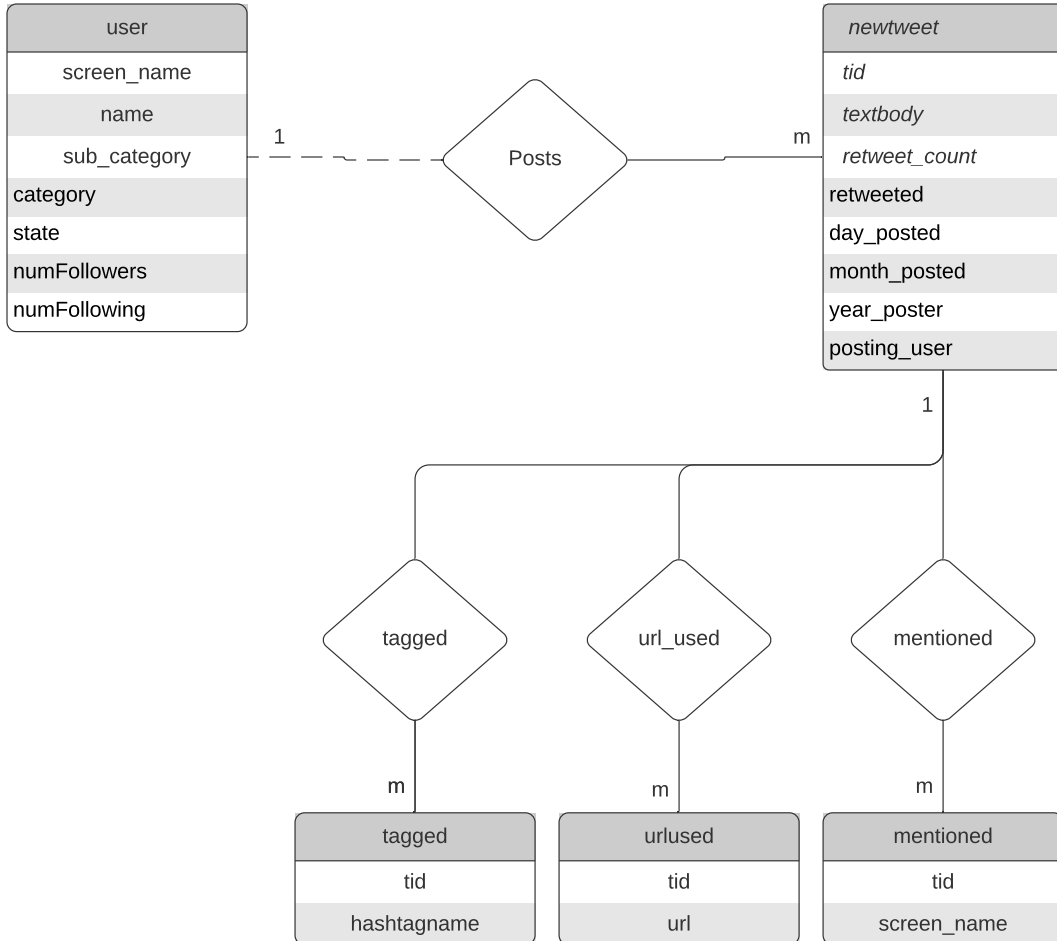 user
screen_name
name
sub_category
category
state
numFollowers
numFollowing
1
Posts
m
newtweet
tid
textbody
retweet_count
retweeted
day_posted
month_posted
year_poster
posting_user
1
tagged
url_used
mentioned
m
m
m
tagged
tid
hashtagname
urlused
tid
url
mentioned
tid
screen_name